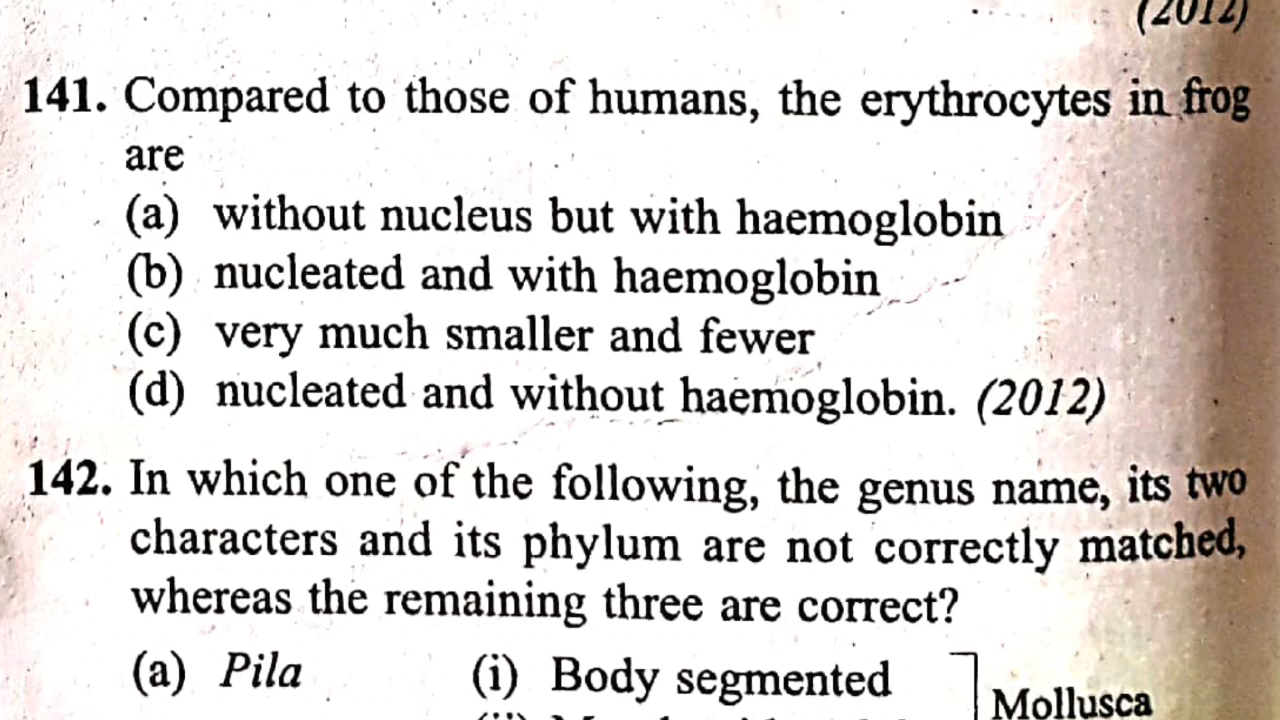 (2012)
141. Compared to those of humans, the erythrocytes in frog
are
(a) without nucleus but with haemoglobin
(b) nucleated and with haemoglobin
(c) very much smaller and fewer
(d) nucleated and without haemoglobin. (2012)
142. In which one of the following, the genus name, its two
characters and its phylum are not correctly matched,
whereas the remaining three are correct?
(a) Pila (i) Body segmented
Mollusca